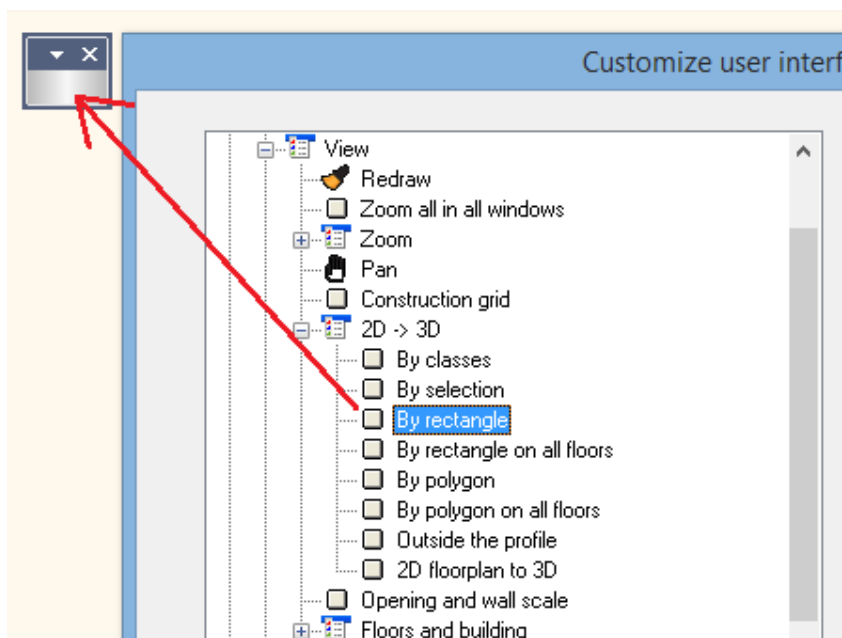 Customize user interf
View
Redraw
Zoom all in all windows
Zoom
Pan
Construction grid
2D -> 3D
By classes
By selection
By rectangle
By rectangle on all floors
By polygon
By polygon on all floors
Outside the profile
2D floorplan to 3D
Opening and wall scale
Floors and building